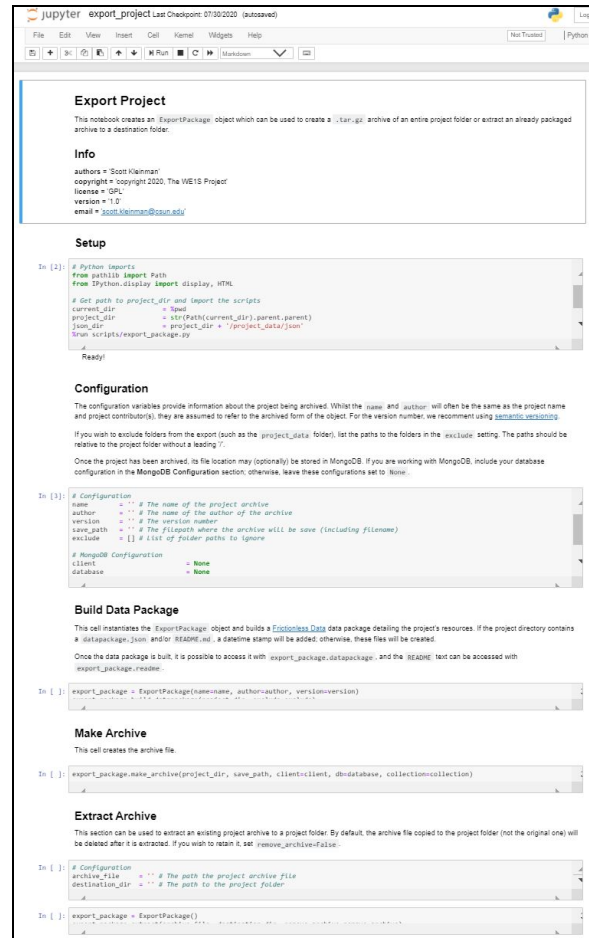 jupyter export_project Last Checkpoint: 07/30/2020 (autosaved)
Log
File Edit View Insert Cell Kernel Widgets Help
Not Trusted Python
Run Markdown
Export Project
This notebook creates an ExportPackage object which can be used to create a .tar.gz archive of an entire project folder or extract an already packaged
archive to a destination folder.
Info
authors = 'Scott Kleinman'
copyright = 'copyright 2020, The WE1S Project'
license = 'GPL'
version = '1.0'
email = 'scott.kleinman@csun.edu'
Setup
In [2]: # Python imports
from pathlib import Path
from IPython.display import display, HTML
# Get path to project_dir and import the scripts
current_dir = %pwd
project_dir = str(Path(current_dir).parent.parent)
json_dir = project_dir + '/project_data/json'
%run scripts/export_package.py
Ready!
Configuration
The configuration variables provide information about the project being archived. Whilst the name and author will often be the same as the project name
and project contributor(s), they are assumed to refer to the archived form of the object. For the version number, we recomment using semantic versioning.
If you wish to exclude folders from the export (such as the project_data folder), list the paths to the folders in the exclude setting. The paths should be
relative to the project folder without a leading '/'.
Once the project has been archived, its file location may (optionally) be stored in MongoDB. If you are working with MongoDB, include your database
configuration in the MongoDB Configuration section; otherwise, leave these configurations set to None.
In [3]: # Configuration
name = '' # The name of the project archive
author = '' # The name of the author of the archive
version = '' # The version number
save_path = '' # The filepath where the archive will be save (including filename)
exclude = [] # List of folder paths to ignore
# MongoDB Configuration
client = None
database = None
Build Data Package
This cell instantiates the ExportPackage object and builds a Frictionless Data data package detailing the project's resources. If the project directory contains
a datapackage.json and/or README.md, a datetime stamp will be added; otherwise, these files will be created.
Once the data package is built, it is possible to access it with export_package.datapackage, and the README text can be accessed with
export_package.readme.
In [ ]: export_package = ExportPackage(name=name, author=author, version=version)
Make Archive
This cell creates the archive file.
In [ ]: export_package.make_archive(project_dir, save_path, client=client, db=database, collection=collection)
Extract Archive
This section can be used to extract an existing project archive to a project folder. By default, the archive file copied to the project folder (not the original one) will
be deleted after it is extracted. If you wish to retain it, set remove_archive=False.
In [ ]: # Configuration
archive_file = '' # The path the project archive file
destination_dir = '' # The path to the project folder
In [ ]: export_package = ExportPackage()